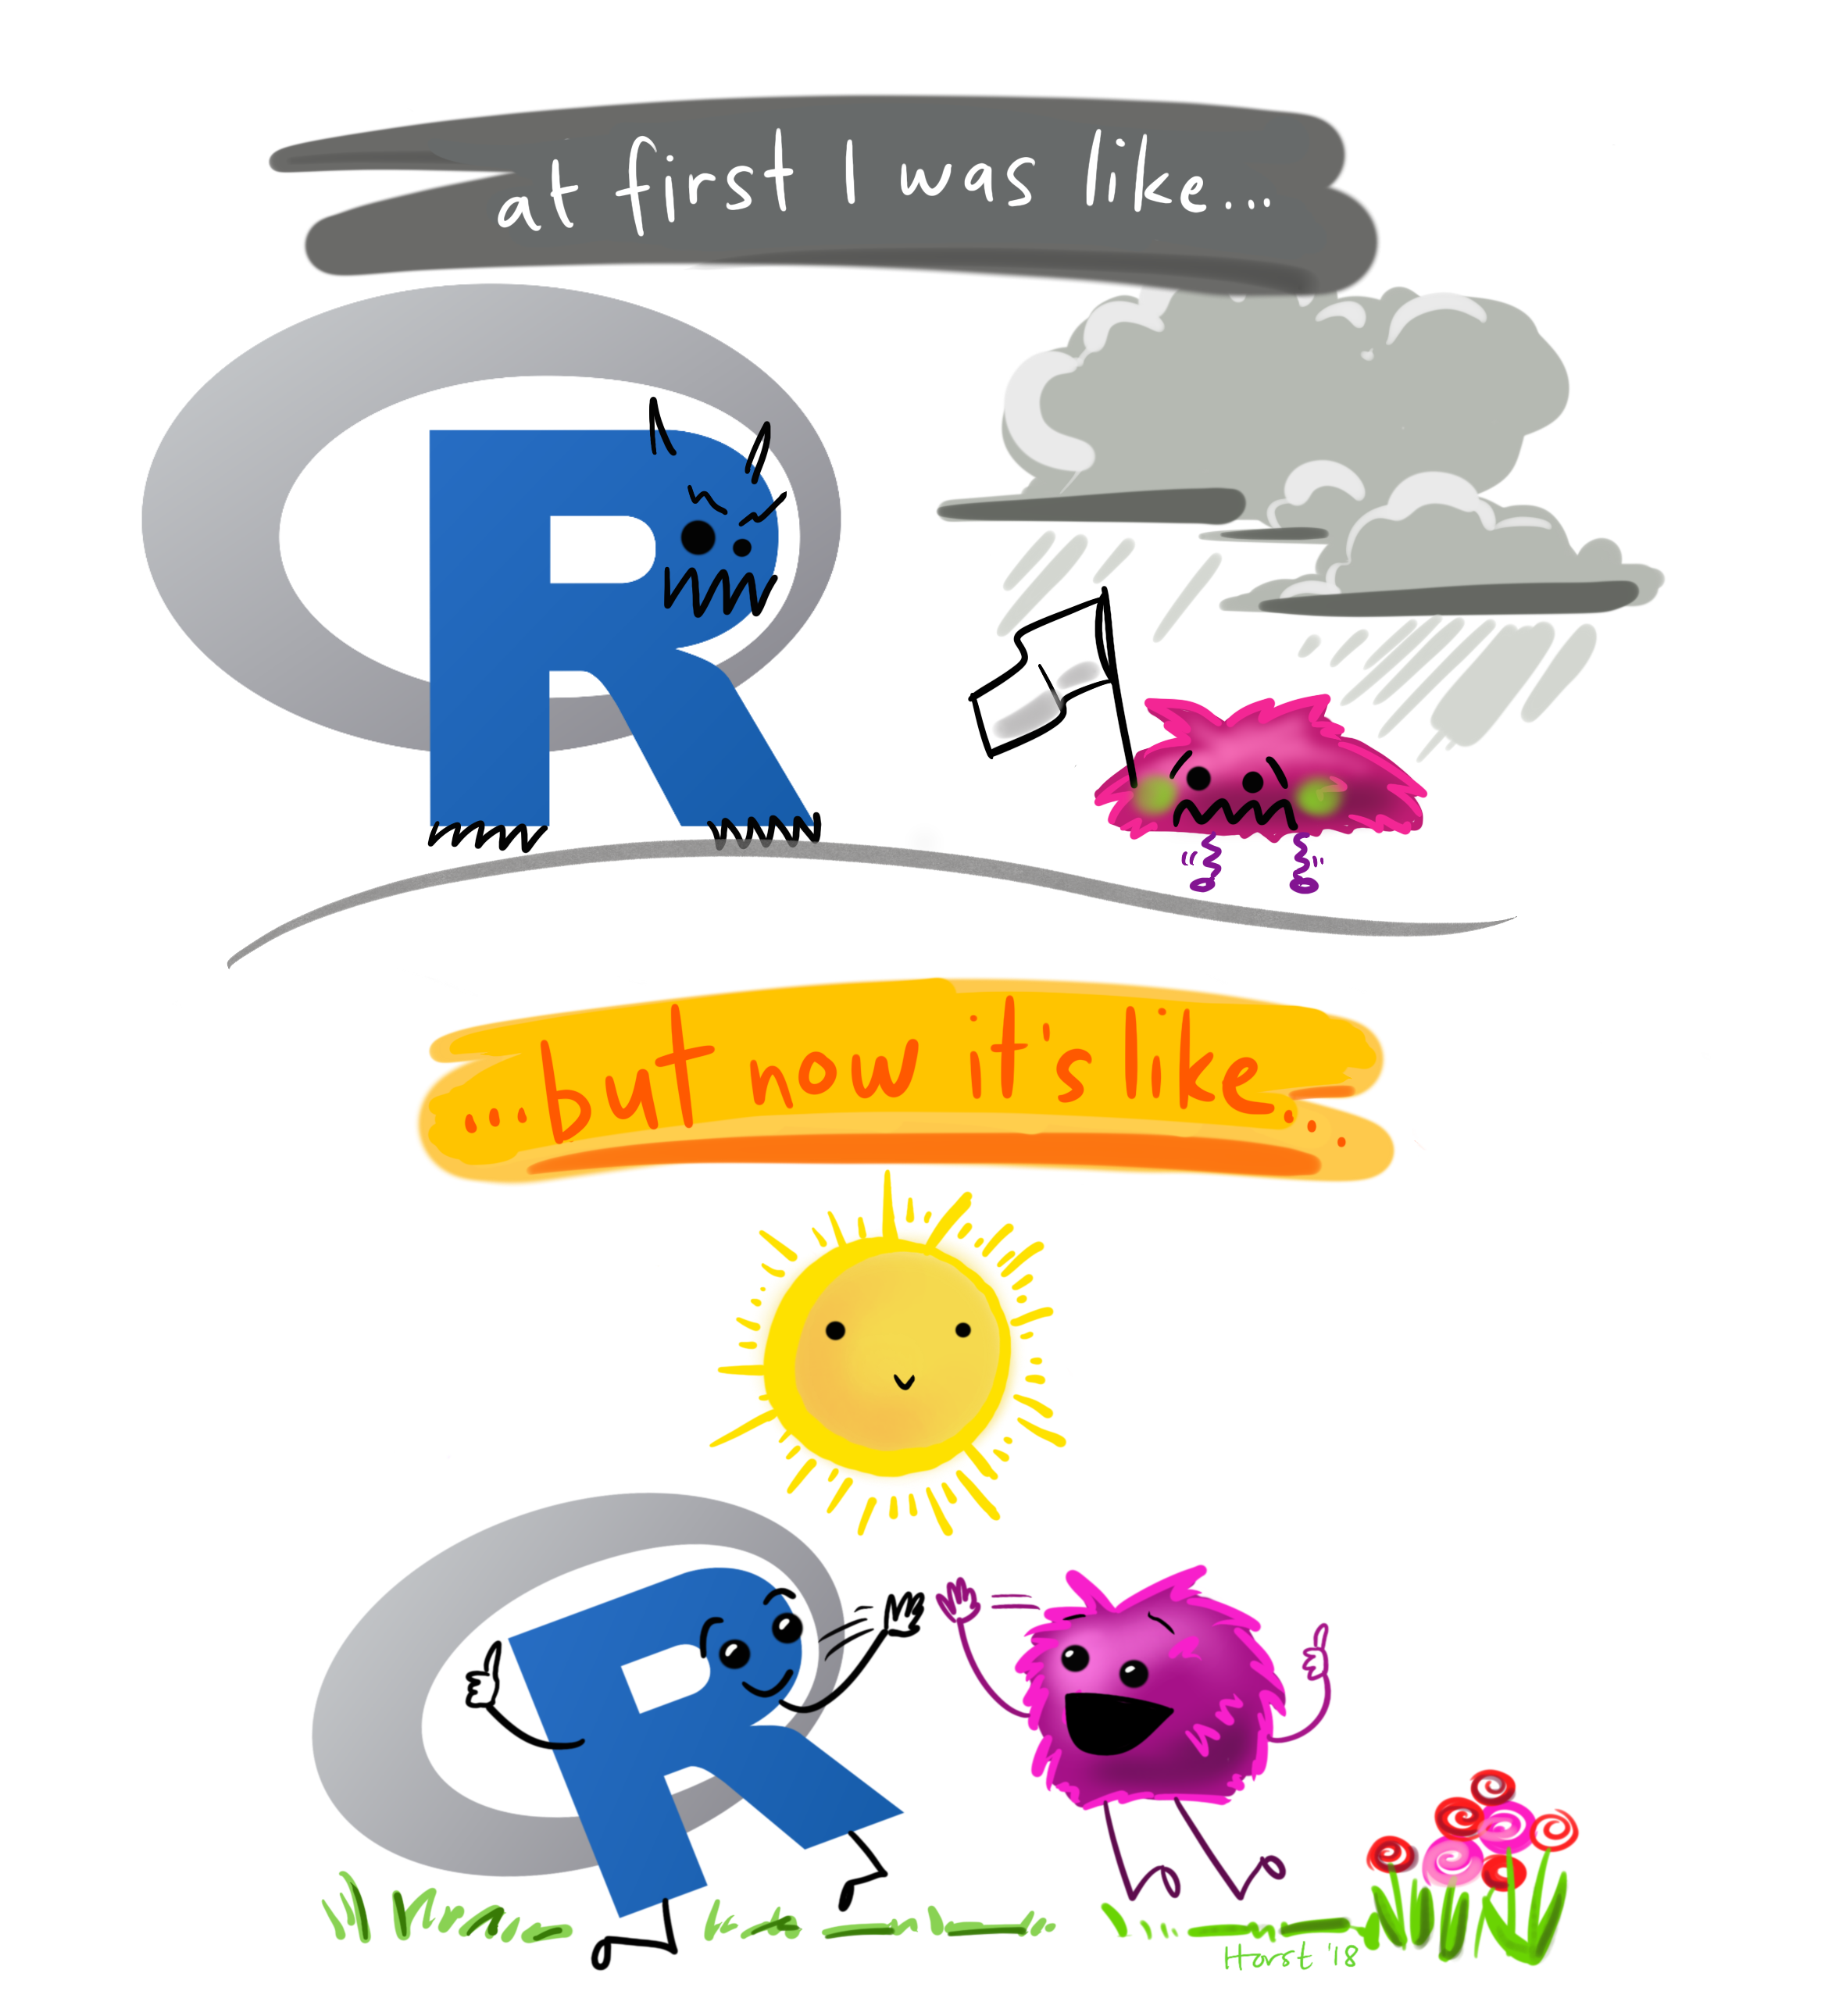 at first I was like...
R
...but now it's like...
R
Horst '18